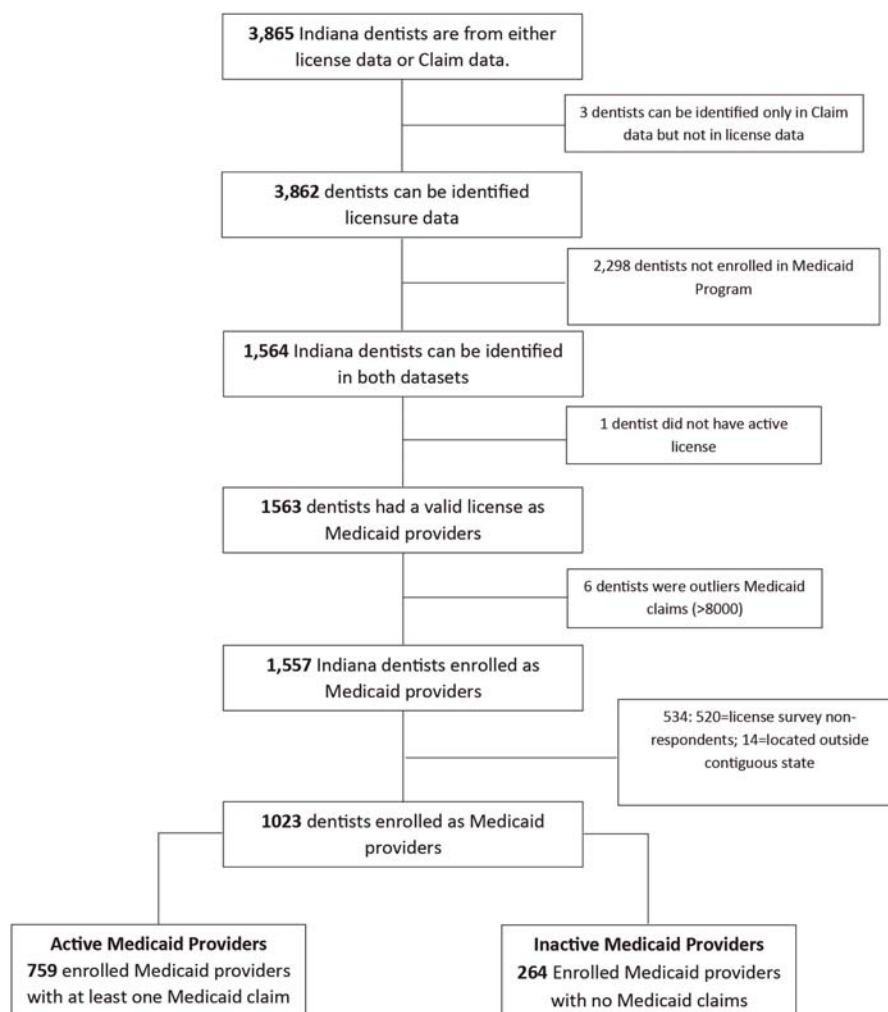 3,865 Indiana dentists are from either
license data or Claim data.
3 dentists can be identified only in Claim
data but not in license data
3,862 dentists can be identified
licensure data
2,298 dentists not enrolled in Medicaid
Program
1,564 Indiana dentists can be identified
in both datasets
1 dentist did not have active
license
1563 dentists had a valid license as
Medicaid providers
6 dentists were outliers Medicaid
claims (>8000)
1,557 Indiana dentists enrolled as
Medicaid providers
534: 520=license survey non-
respondents; 14=located outside
contiguous state
1023 dentists enrolled as Medicaid
providers
Active Medicaid Providers
759 enrolled Medicaid providers
with at least one Medicaid claim
Inactive Medicaid Providers
264 Enrolled Medicaid providers
with no Medicaid claims